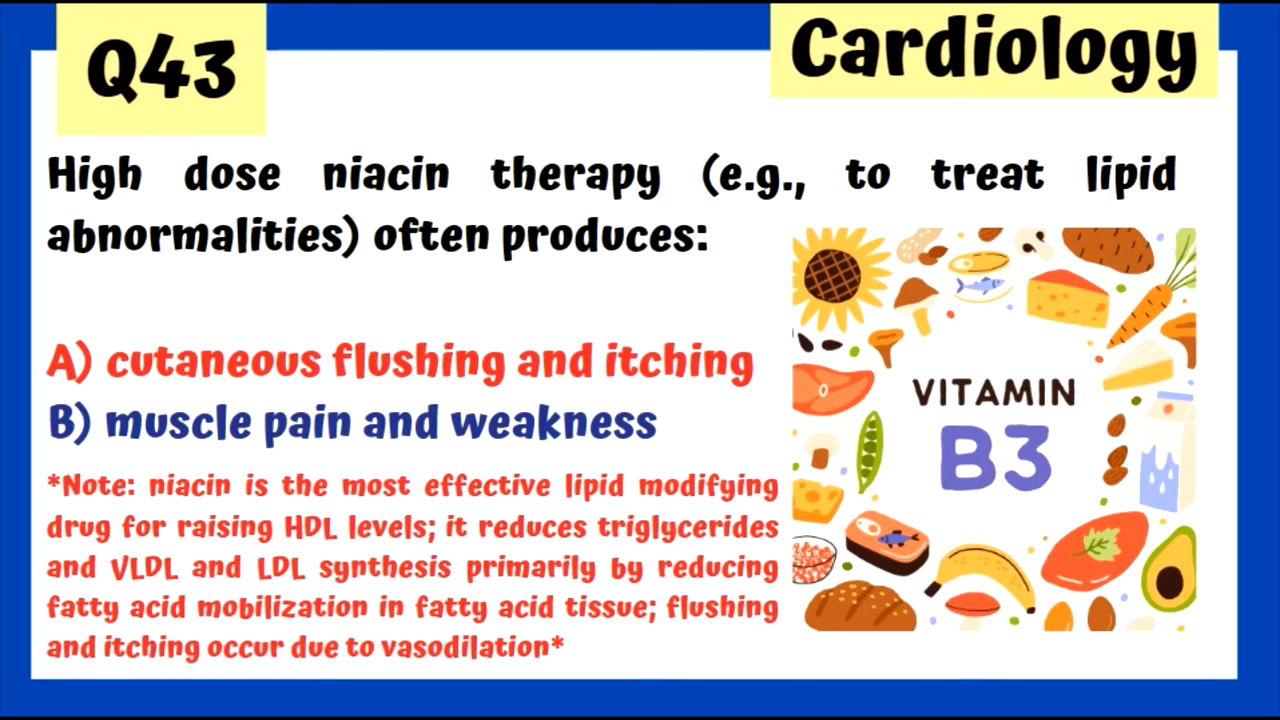 Q43
Cardiology
High dose niacin therapy (e.g., to treat lipid
abnormalities) often produces:
A) cutaneous flushing and itching
B) muscle pain and weakness
*Note: niacin is the most effective lipid modifying
drug for raising HDL levels; it reduces triglycerides
and VLDL and LDL synthesis primarily by reducing
fatty acid mobilization in fatty acid tissue; flushing
and itching occur due to vasodilation*
VITAMIN
B3